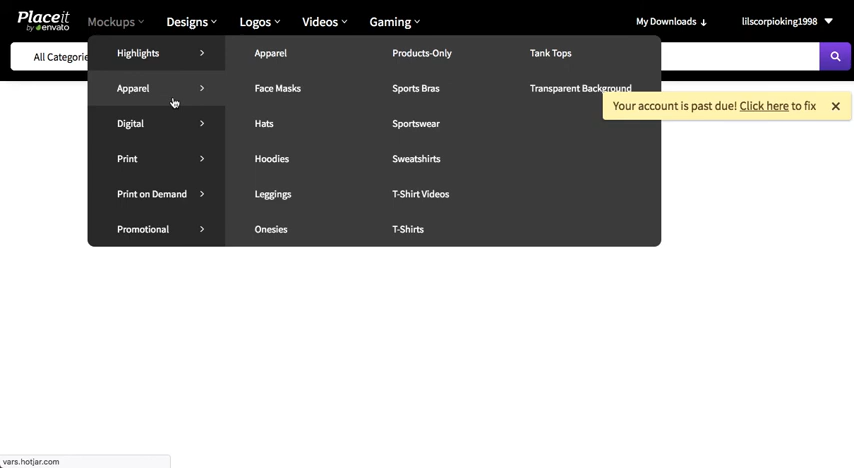 Placeit
by envato
Mockups
Designs
Logos
Videos
Gaming
My Downloads
lilscorpioking1998
All Categorie
Highlights
Apparel
Digital
Print
Print on Demand
Promotional
Apparel
Face Masks
Hats
Hoodies
Leggings
Onesies
Products-Only
Sports Bras
Sportswear
Sweatshirts
T-Shirt Videos
T-Shirts
Tank Tops
Transparent Background
Your account is past due! Click here to fix
vars.hotjar.com